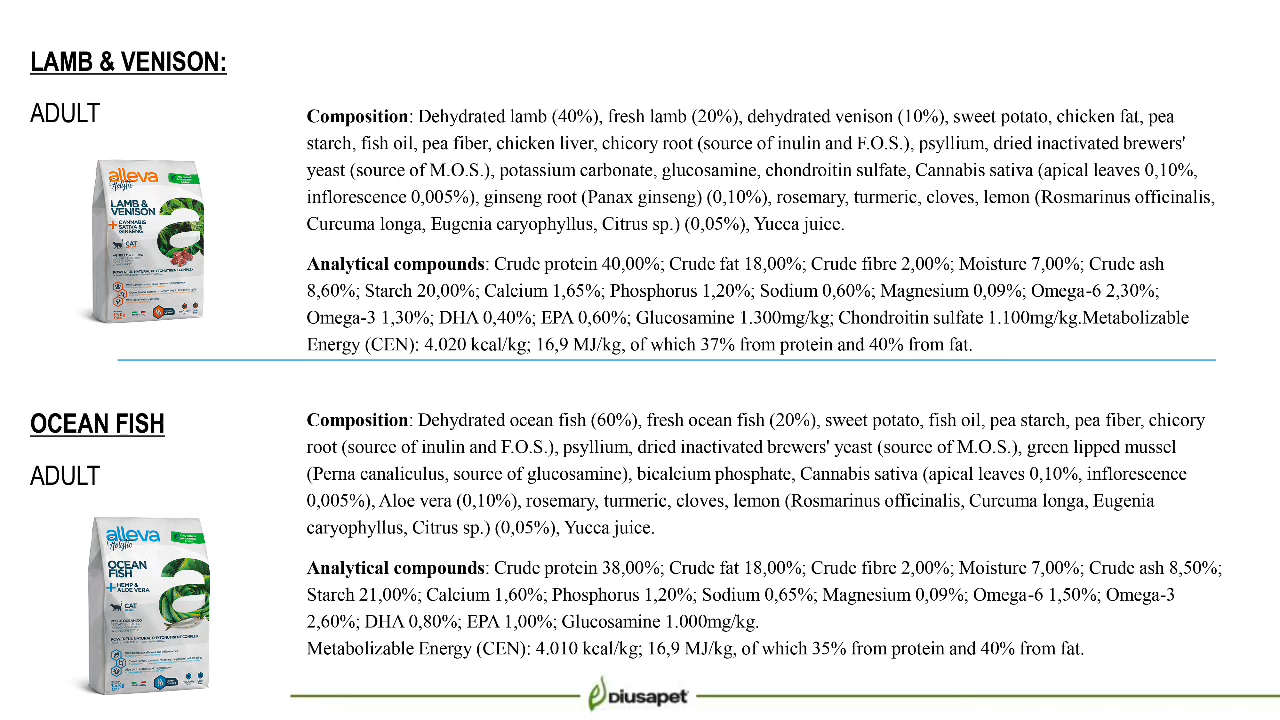 LAMB & VENISON:
ADULT
Composition: Dehydrated lamb (40%), fresh lamb (20%), dehydrated venison (10%), sweet potato, chicken fat, pea
starch, fish oil, pea fiber, chicken liver, chicory root (source of inulin and F.O.S.), psyllium, dried inactivated brewers'
yeast (source of M.O.S.), potassium carbonate, glucosamine, chondroitin sulfate, Cannabis sativa (apical leaves 0,10%,
inflorescence 0,005%), ginseng root (Panax ginseng) (0,10%), rosemary, turmeric, cloves, lemon (Rosmarinus officinalis,
Curcuma longa, Eugenia caryophyllus, Citrus sp.) (0,05%), Yucca juice.
Analytical compounds: Crude protein 40,00%; Crude fat 18,00%; Crude fibre 2,00%; Moisture 7,00%; Crude ash
8,60%; Starch 20,00%; Calcium 1,65%; Phosphorus 1,20%; Sodium 0,60%; Magnesium 0,09%; Omega-6 2,30%;
Omega-3 1,30%; DHA 0,40%; EPA 0,60%; Glucosamine 1.300mg/kg; Chondroitin sulfate 1.100mg/kg.Metabolizable
Energy (CEN): 4.020 kcal/kg; 16,9 MJ/kg, of which 37% from protein and 40% from fat.
alleva
Holistic
LAMB &
VENISON
+ CANNABIS
SATIVA &
GINSENG
CAT
OCEAN FISH
ADULT
Composition: Dehydrated ocean fish (60%), fresh ocean fish (20%), sweet potato, fish oil, pea starch, pea fiber, chicory
root (source of inulin and F.O.S.), psyllium, dried inactivated brewers' yeast (source of M.O.S.), green lipped mussel
(Perna canaliculus, source of glucosamine), bicalcium phosphate, Cannabis sativa (apical leaves 0,10%, inflorescence
0,005%), Aloe vera (0,10%), rosemary, turmeric, cloves, lemon (Rosmarinus officinalis, Curcuma longa, Eugenia
caryophyllus, Citrus sp.) (0,05%), Yucca juice.
Analytical compounds: Crude protein 38,00%; Crude fat 18,00%; Crude fibre 2,00%; Moisture 7,00%; Crude ash 8,50%;
Starch 21,00%; Calcium 1,60%; Phosphorus 1,20%; Sodium 0,65%; Magnesium 0,09%; Omega-6 1,50%; Omega-3
2,60%; DHA 0,80%; EPA 1,00%; Glucosamine 1.000mg/kg.
Metabolizable Energy (CEN): 4.010 kcal/kg; 16,9 MJ/kg, of which 35% from protein and 40% from fat.
alleva
Holistic
OCEAN
FISH
+ HEMP &
ALOE VERA
CAT
POWERFUL NATURAL PHYTONUTRIENT COMPLEX
Diusapet